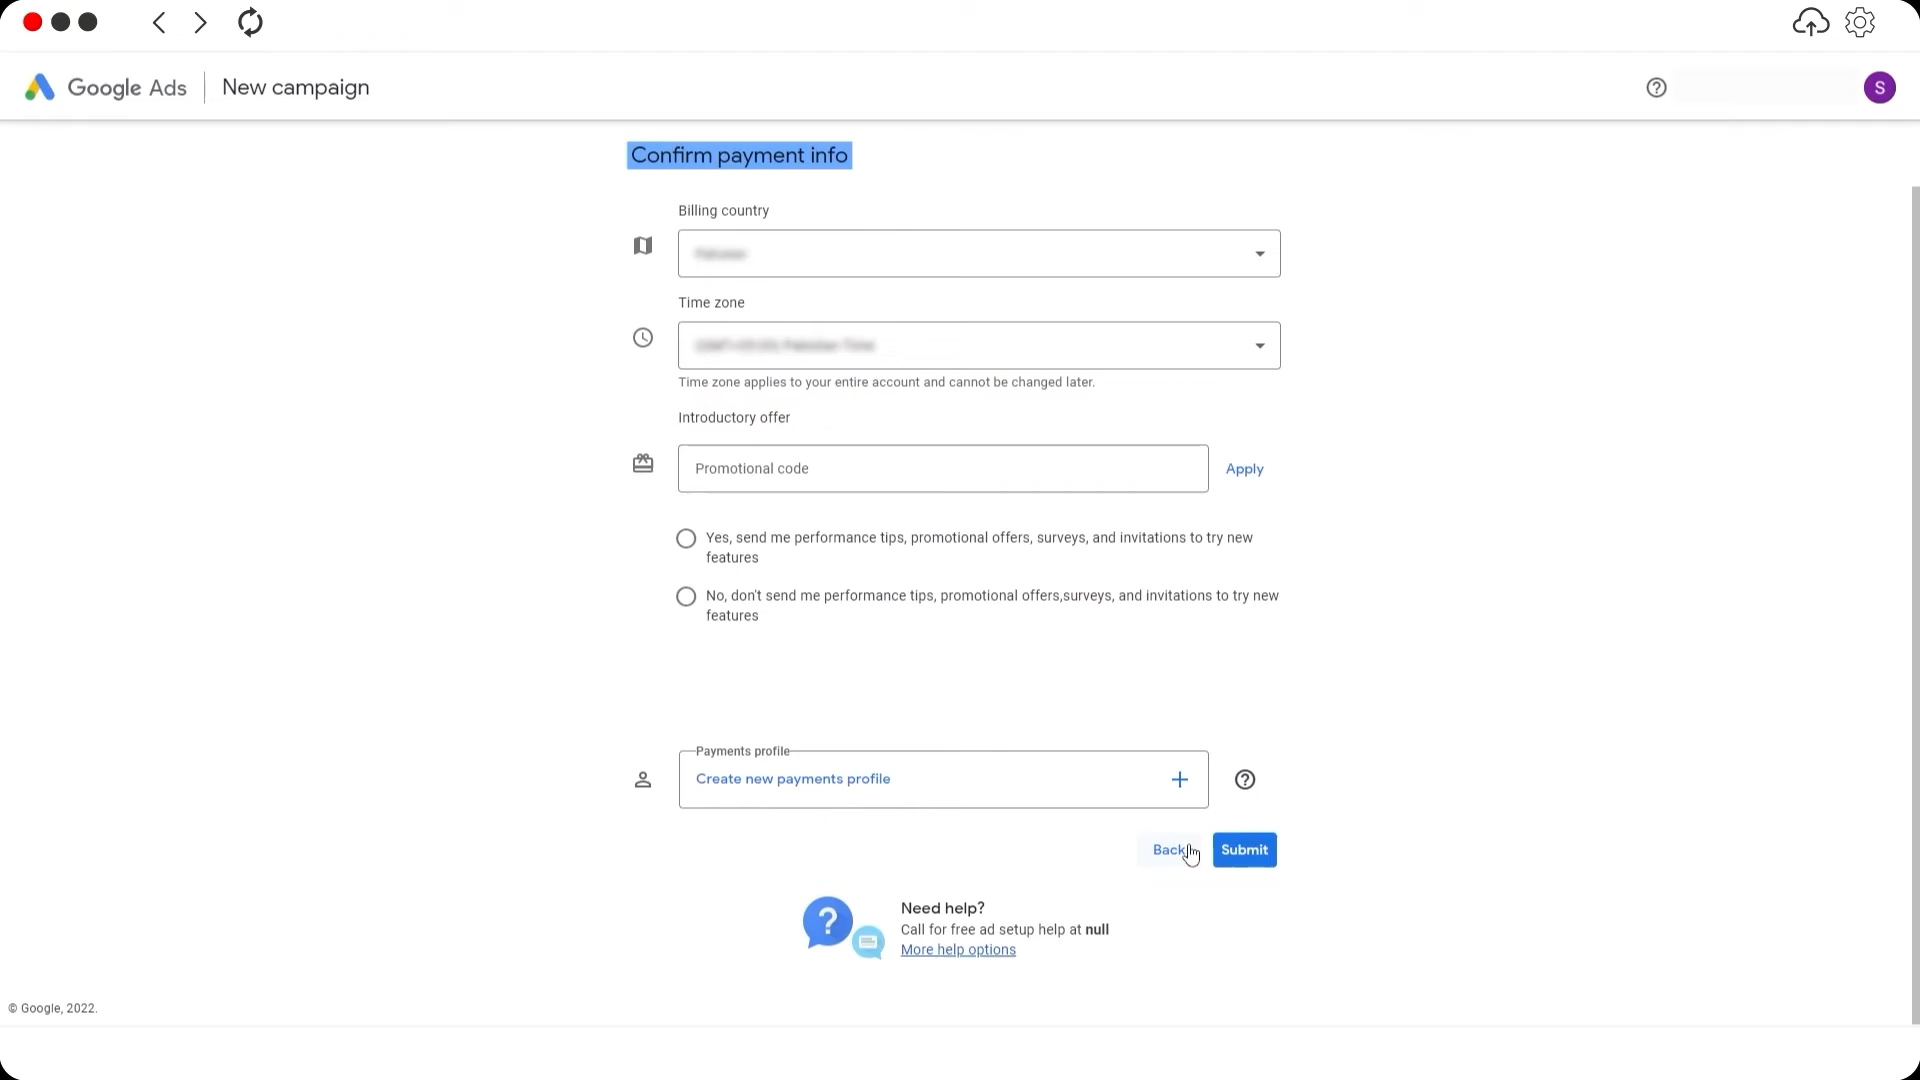 Google Ads New campaign
S
Confirm payment info
Billing country
Time zone
Time zone applies to your entire account and cannot be changed later.
Introductory offer
Promotional code
Apply
Yes, send me performance tips, promotional offers, surveys, and invitations to try new
features
No, don't send me performance tips, promotional offers,surveys, and invitations to try new
features
Payments profile
Create new payments profile
Back
Submit
Need help?
Call for free ad setup help at null
More help options
© Google, 2022.